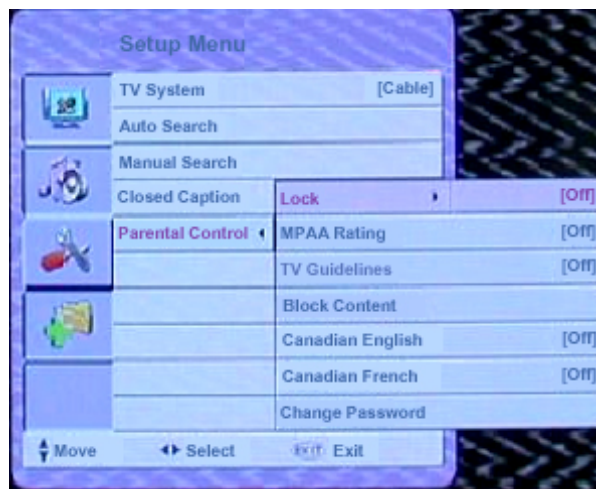 Setup Menu
TV System [Cable]
Auto Search
Manual Search
Closed Caption
Lock [Off]
Parental Control
MPAA Rating [Off]
TV Guidelines [Off]
Block Content
Canadian English [Off]
Canadian French [Off]
Change Password
Move Select EXIT Exit